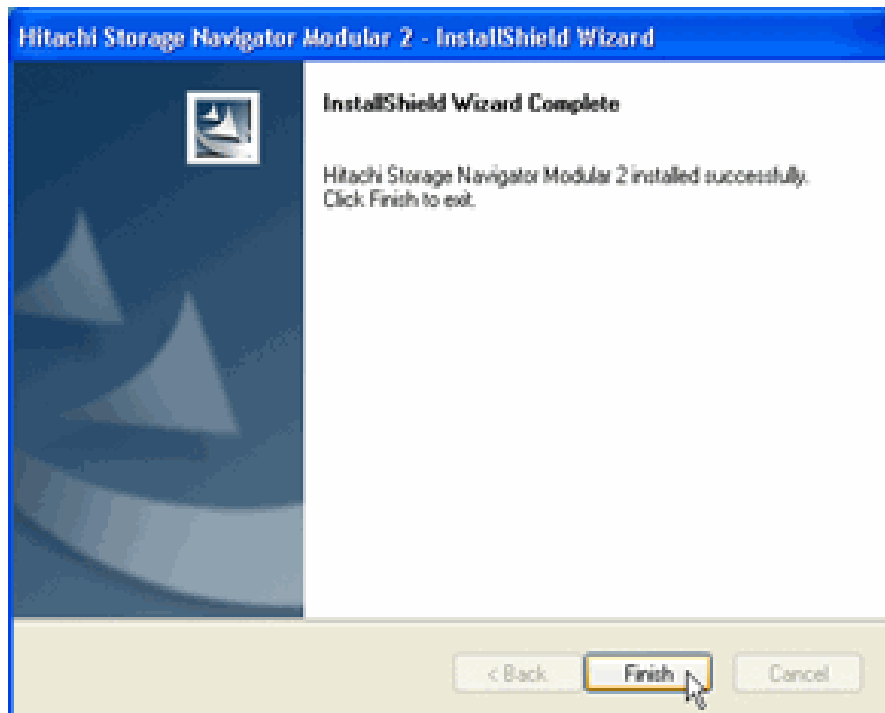 Hitachi Storage Navigator Modular 2 - InstallShield Wizard
InstallShield Wizard Complete
Hitachi Storage Navigator Modular 2 installed successfully.
Click Finish to exit.
< Back Finish Cancel